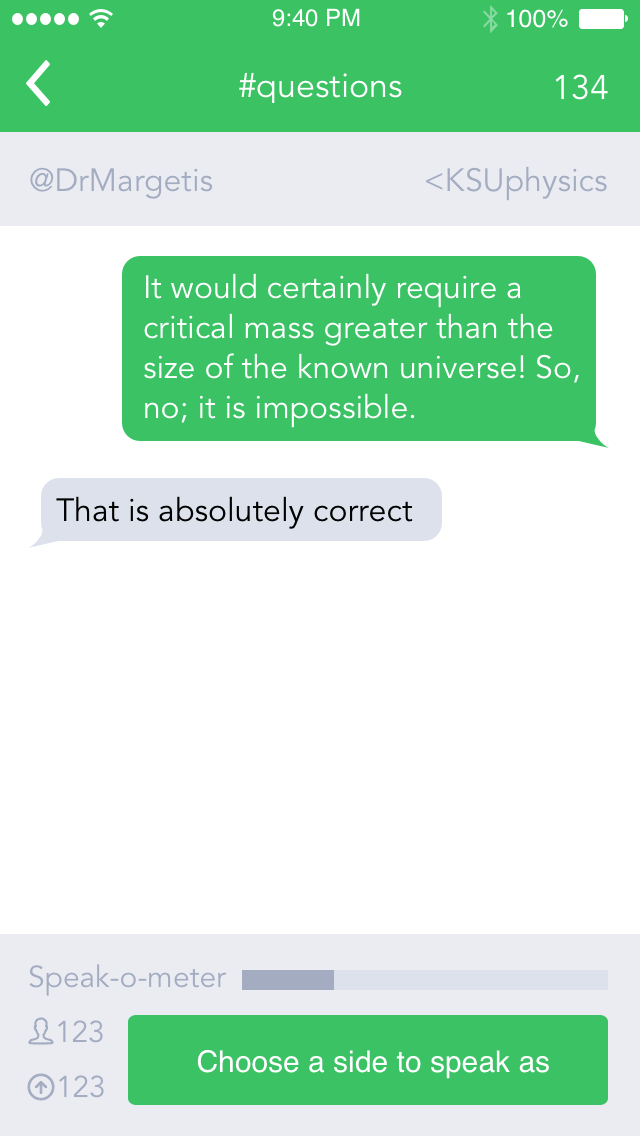 9:40 PM 100%
#questions 134
@DrMargetis <KSUphysics
It would certainly require a
critical mass greater than the
size of the known universe! So,
no; it is impossible.
That is absolutely correct
Speak-o-meter
123
Choose a side to speak as
123